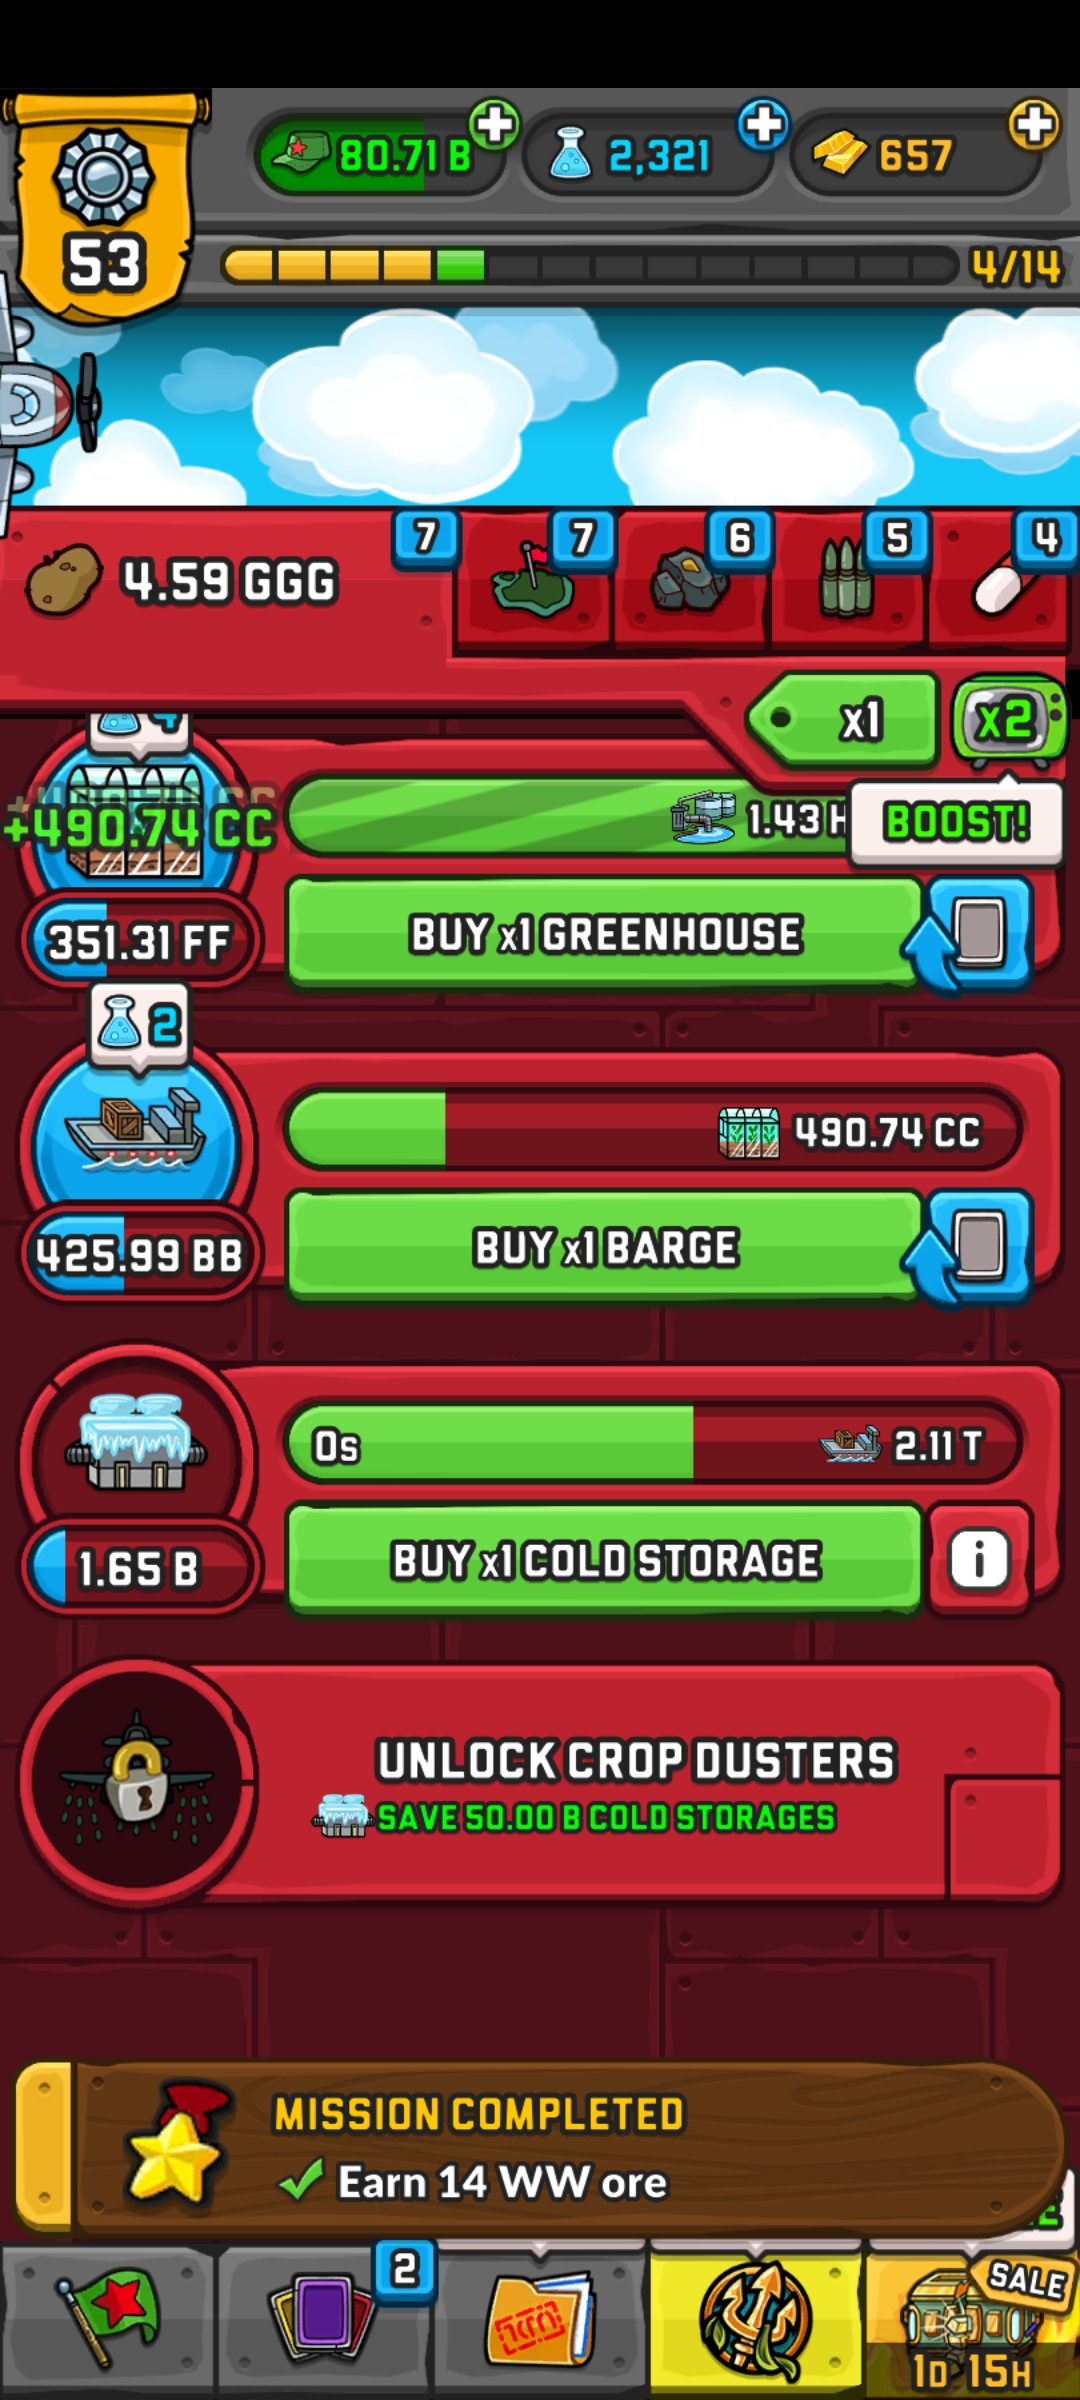 80.71 B
2,321
657
53
4/14
4.59 GGG
7
7
6
5
4
x1
x2
BOOST!
4
+490.74 CC
1.43 H
351.31 FF
BUY x1 GREENHOUSE
2
490.74 CC
425.99 BB
BUY x1 BARGE
0s
2.11 T
1.65 B
BUY x1 COLD STORAGE
i
UNLOCK CROP DUSTERS
SAVE 50.00 B COLD STORAGES
MISSION COMPLETED
Earn 14 WW ore
2
SALE
1D 15H